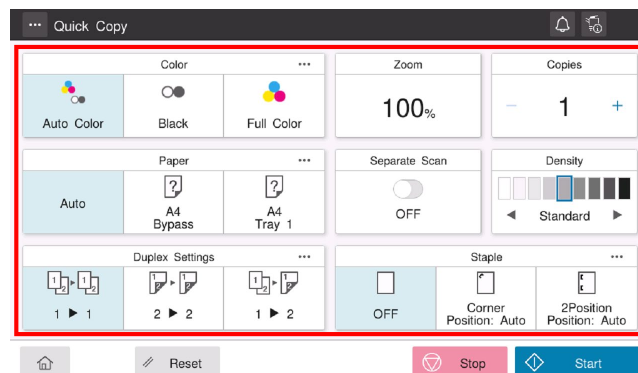 Quick Copy
Color
Zoom
Copies
Auto Color
Black
Full Color
100%
1
Paper
Separate Scan
Density
Auto
A4
Bypass
A4
Tray 1
OFF
Standard
Duplex Settings
Staple
1 ▶ 1
2 ▶ 2
1 ▶ 2
OFF
Corner
Position: Auto
2Position
Position: Auto
Reset
Stop
Start